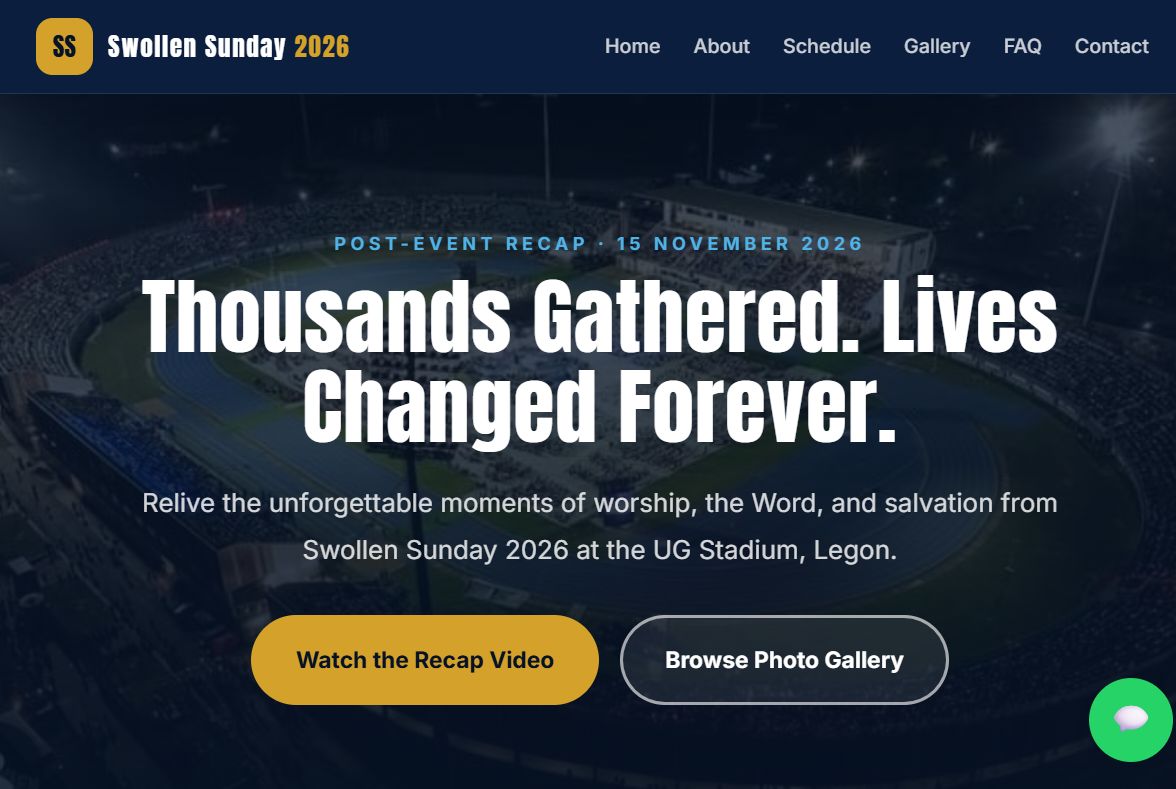 SS
Swollen Sunday 2026
Home
About
Schedule
Gallery
FAQ
Contact
POST-EVENT RECAP · 15 NOVEMBER 2026
Thousands Gathered. Lives
Changed Forever.
Relive the unforgettable moments of worship, the Word, and salvation from
Swollen Sunday 2026 at the UG Stadium, Legon.
Watch the Recap Video
Browse Photo Gallery